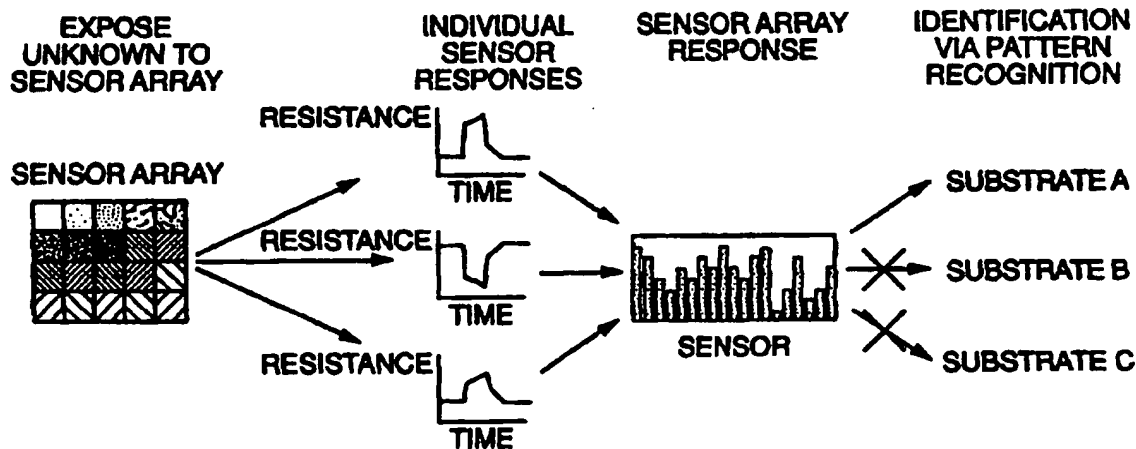 EXPOSE
UNKNOWN TO
SENSOR ARRAY
INDIVIDUAL
SENSOR
RESPONSES
SENSOR ARRAY
RESPONSE
IDENTIFICATION
VIA PATTERN
RECOGNITION
SENSOR ARRAY
RESISTANCE
TIME
RESISTANCE
TIME
RESISTANCE
TIME
SENSOR
SUBSTRATE A
SUBSTRATE B
SUBSTRATE C